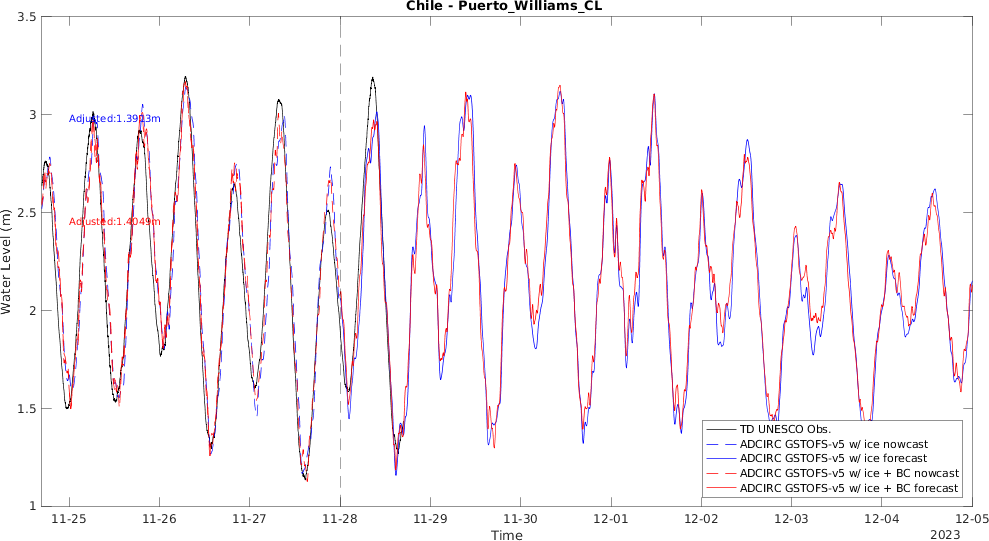 Chile - Puerto_Williams_CL
3.5
3
2.5
2
1.5
1
Water Level (m)
Adjusted:1.3913m
Adjusted:1.4049m
TD UNESCO Obs.
ADCIRC GSTOFS-v5 w/ ice nowcast
ADCIRC GSTOFS-v5 w/ ice forecast
ADCIRC GSTOFS-v5 w/ ice + BC nowcast
ADCIRC GSTOFS-v5 w/ ice + BC forecast
11-25 11-26 11-27 11-28 11-29 11-30 12-01 12-02 12-03 12-04 12-05
Time
2023